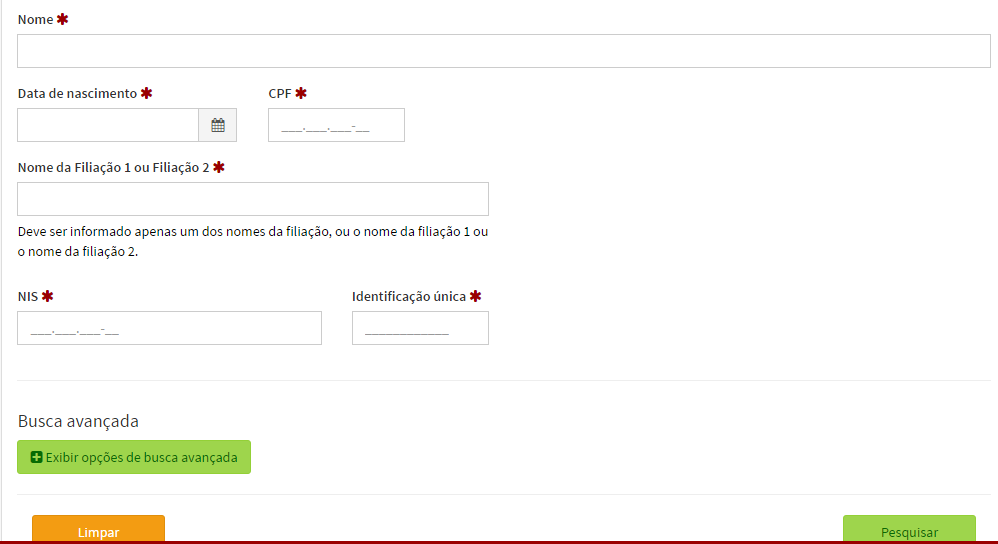 Nome ✱
Data de nascimento ✱ CPF ✱
___.___.___-__
Nome da Filiação 1 ou Filiação 2 ✱
Deve ser informado apenas um dos nomes da filiação, ou o nome da filiação 1 ou
o nome da filiação 2.
NIS ✱ Identificação única ✱
___.___.___-__ ____________
Busca avançada
Exibir opções de busca avançada
Limpar Pesquisar